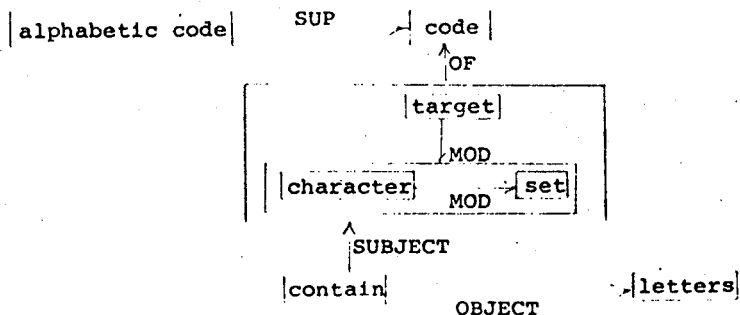 alphabetic code SUP code
OF
target
MOD
character MOD set
SUBJECT
contain OBJECT letters